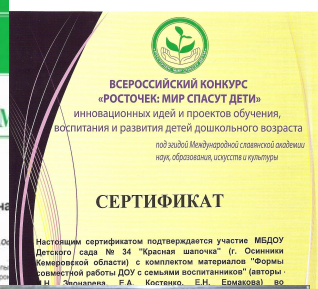 ВСЕРОССИЙСКИЙ КОНКУРС
«РОСТОЧЕК: МИР СПАСУТ ДЕТИ»
инновационных идей и проектов обучения,
воспитания и развития детей дошкольного возраста
под эгидой Международной славянской академии
наук, образования, искусств и культуры
СЕРТИФИКАТ
Настоящим сертификатом подтверждается участие МБДОУ
Детского сада № 34 "Красная шапочка" (г. Осинники
Кемеровской области) с комплектом материалов "Формы
совместной работы ДОУ с семьями воспитанников" (авторы -
Звонарева, Е.А. Костенко, Е.Н. Ермакова) во